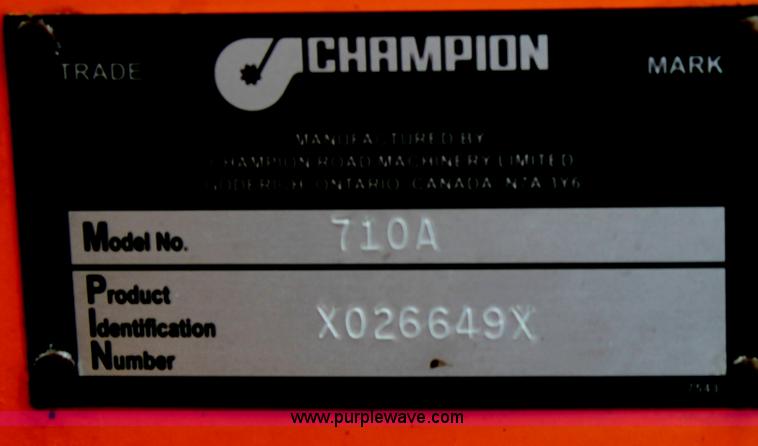 TRADE CHAMPION MARK
MANUFACTURED BY
CHAMPION ROAD MACHINERY LIMITED
GODERICH, ONTARIO, CANADA N7A 3Y6
Model No. 710A
Product
Identification X026649X
Number
7543
www.purplewave.com